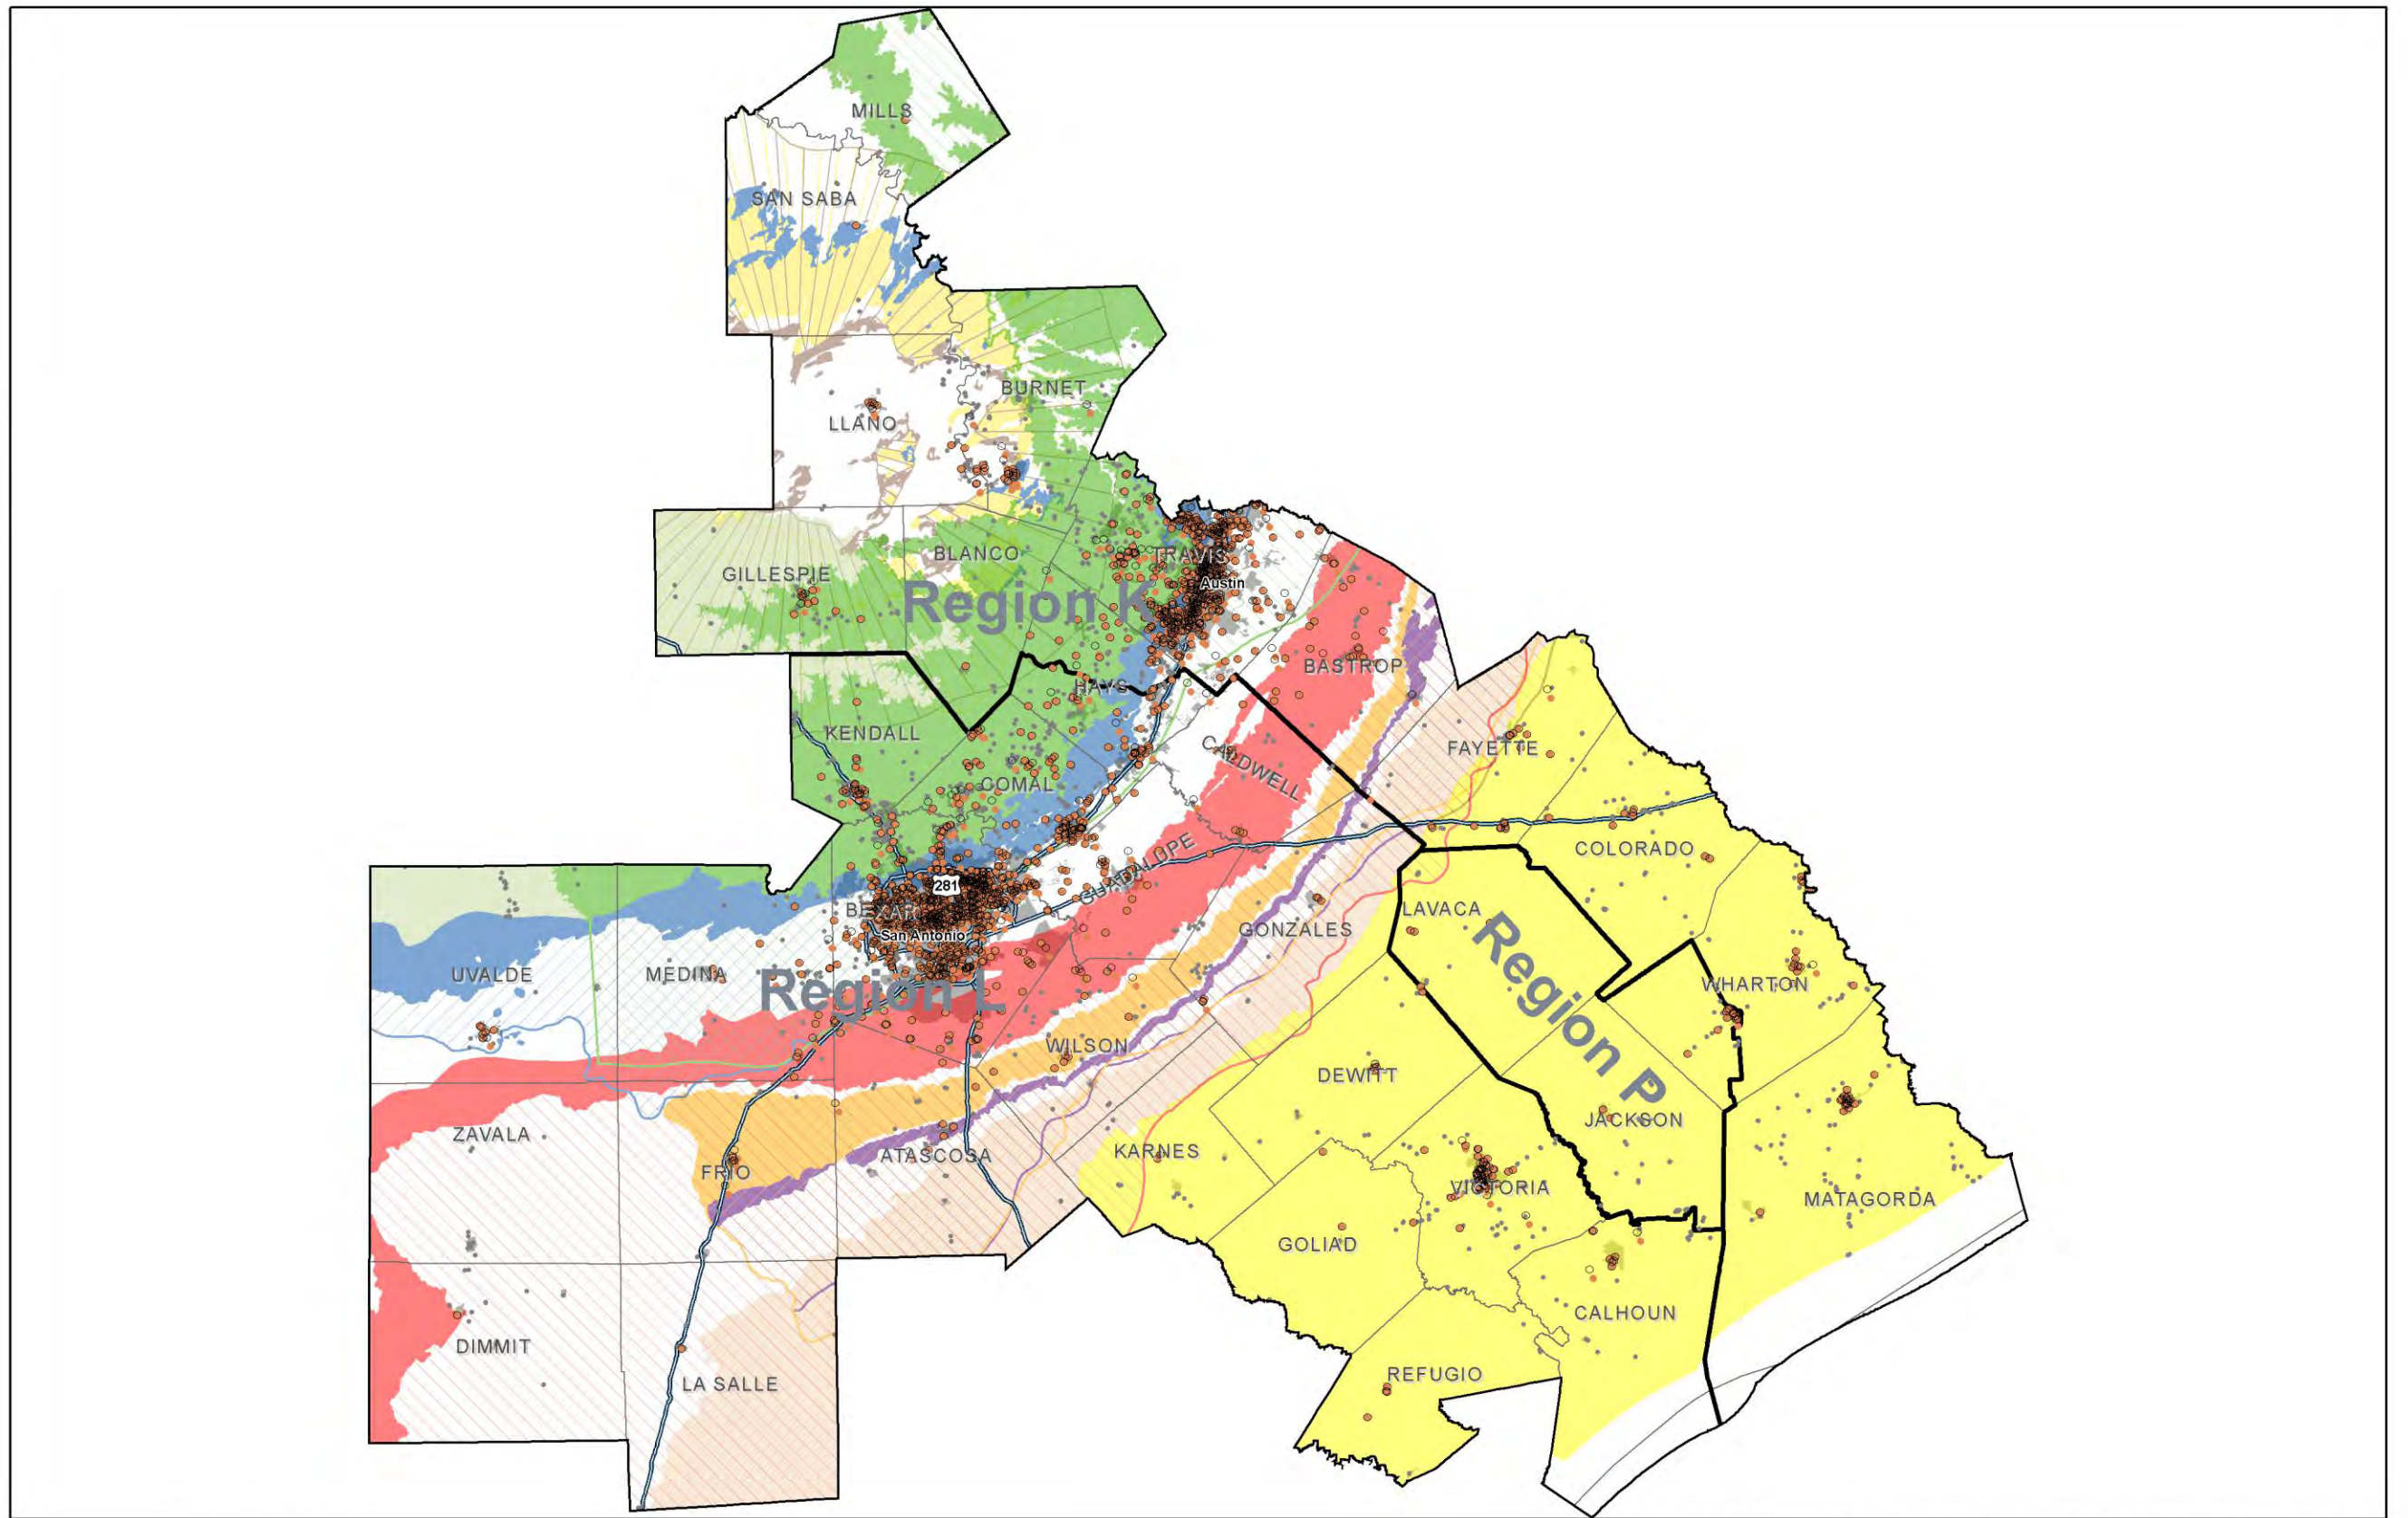 MILLS
SAN SABA
BURNET
LLANO
BLANCO
TRAVIS
GILLESPIE
Austin
Region K
BASTROP
HAYS
KENDALL
FAYETTE
CALDWELL
COMAL
COLORADO
GUADALUPE
281
BEXAR
LAVACA
San Antonio
GONZALES
UVALDE
MEDINA
Region L
WHARTON
Region P
WILSON
DEWITT
JACKSON
ZAVALA
KARNES
ATASCOSA
FRIO
VICTORIA
MATAGORDA
GOLIAD
CALHOUN
DIMMIT
REFUGIO
LA SALLE